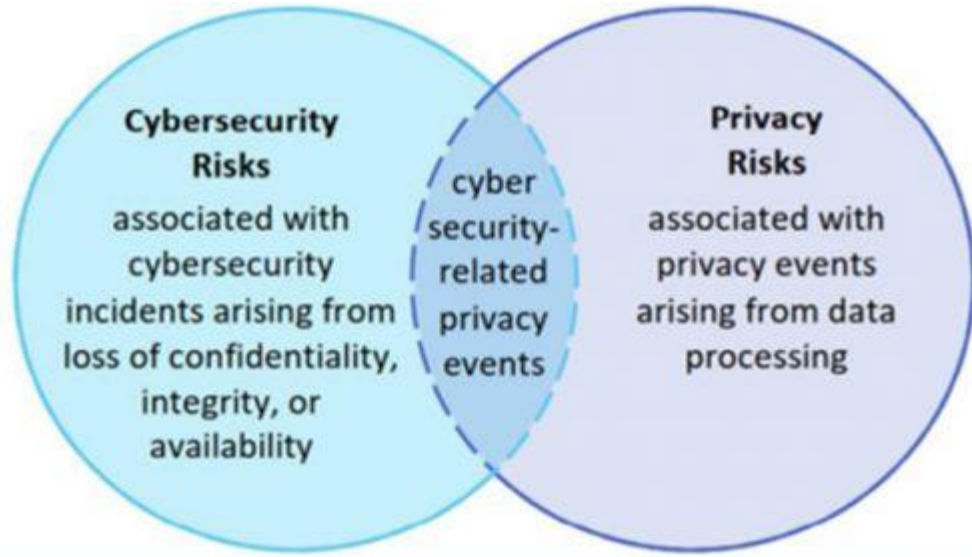 Cybersecurity
Risks
associated with
cybersecurity
incidents arising from
loss of confidentiality,
integrity, or
availability
cyber
security-
related
privacy
events
Privacy
Risks
associated with
privacy events
arising from data
processing